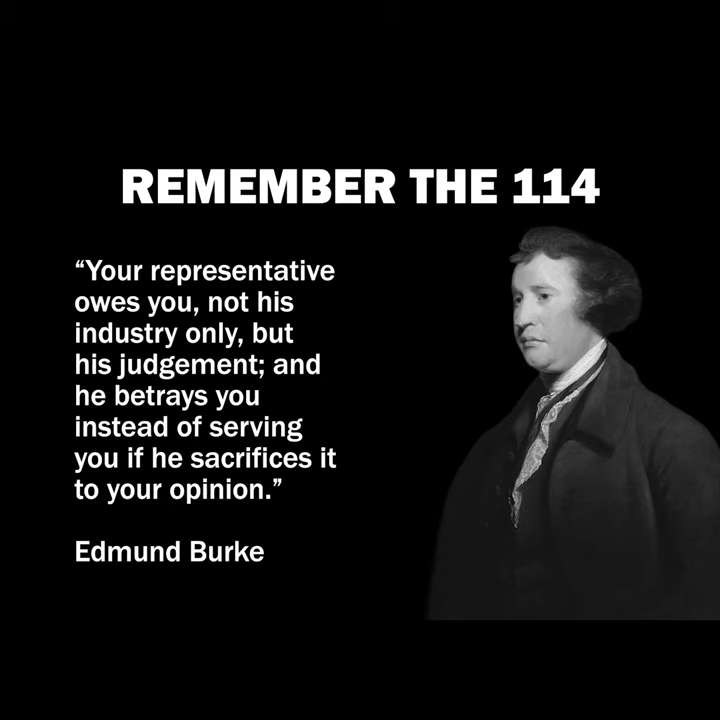 REMEMBER THE 114
“Your representative
owes you, not his
industry only, but
his judgement; and
he betrays you
instead of serving
you if he sacrifices it
to your opinion.”
Edmund Burke